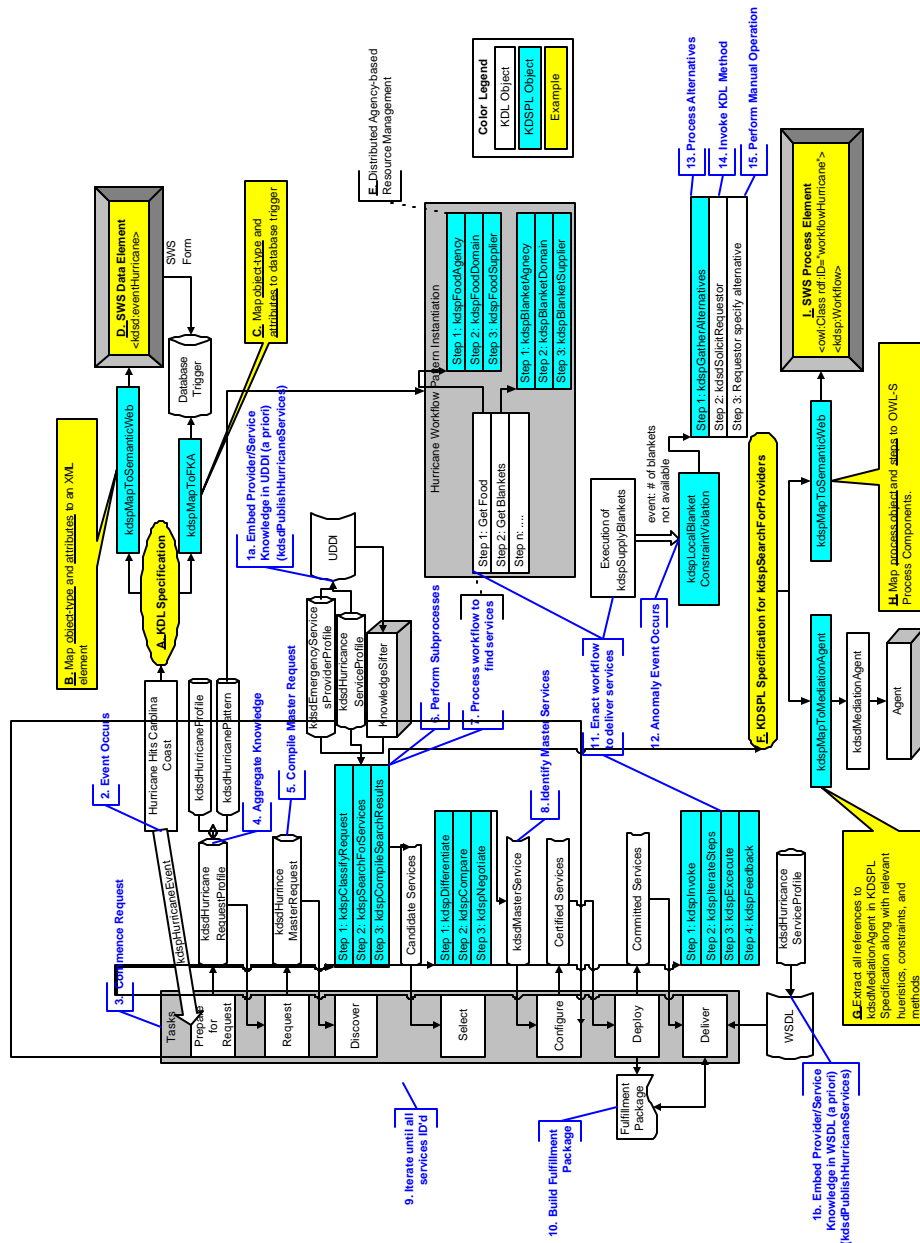 B. Map object-type and attributes to an XML
element
D. SWS Data Element
<kdsd:eventHurricane>
kdspMapToSemanticWeb
A. KDL Specification
kdspMapToFKA
Database
Trigger
SWS
Form
C. Map object-type and
attributes to database trigger
E. Distributed Agency-based
Resource Management
Color Legend
KDL Object
KDSPL Object
Example
2. Event Occurs
Hurricane Hits Carolina
Coast
kdspHurricaneEvent
3. Commence Request
kdsdHurricaneProfile
kdsdHurricanePattern
4. Aggregate Knowledge
kdsdHurricane
RequestProfile
5. Compile Master Request
kdsdHurrince
MasterRequest
1a. Embed Provider/Service
Knowledge in UDDI (a priori)
(kdsdPublishHurricaneServices)
UDDI
kdsdEmergencyService
sProviderProfile
kdsdHurricance
ServiceProfile
KnowledgeSifter
6. Perform Subprocesses
7. Process workflow to
find services
Hurricane Workflow Pattern Instantiation
Step 1: Get Food
Step 2: Get Blankets
Step n: .....
Step 1: kdspFoodAgency
Step 2: kdspFoodDomain
Step 3: kdspFoodSupplier
Step 1: kdspBlanketAgnecy
Step 2: kdspBlanketDomain
Step 3: kdspBlanketSupplier
Tasks
Prepare
for
Request
Request
Discover
Select
Configure
Deploy
Deliver
Step 1: kdspClassifyRequest
Step 2: kdspSearchForServices
Step 3: kdspCompileSearchResults
Candidate Services
Step 1: kdspDifferentiate
Step 2: kdspCompare
Step 3: kdspNegotiate
kdsdMasterService
8. Identify Master Services
Certified Services
Committed Services
Step 1: kdspInvoke
Step 2: kdspIterateSteps
Step 3: kdspExcecute
Step 4: kdspFeedback
9. Iterate until all
services ID'd
10. Build Fulfillment
Package
Fulfillment
Package
WSDL
kdsdHurricance
ServiceProfile
1b. Embed Provider/Service
Knowledge in WSDL (a priori)
(kdsdPublishHurricaneServices)
11. Enact workflow
to deliver services
Execution of
kdspSupplyBlankets
event: # of blankets
not available
12. Anomaly Event Occurs
kdspLocalBlanket
ConstraintViolation
Step 1: kdspGatherAlternatives
Step 2: kdsdSolicitRequestor
Step 3: Requestor specify alternative
13. Process Alternatives
14. Invoke KDL Method
15. Perform Manual Operation
F. KDSPL Specification for kdspSearchForProviders
kdspMapToMediationAgent
kdsdMediationAgent
Agent
kdspMapToSemanticWeb
I. SWS Process Element
<owl:Class rdf:ID="workflowHurricane">
<kdsp:Workflow>
G. Extract all references to
kdsdMediationAgent in KDSPL
Specification along with relevant
hueristics, constraints, and
methods
H. Map process object and steps to OWL-S
Process Components.